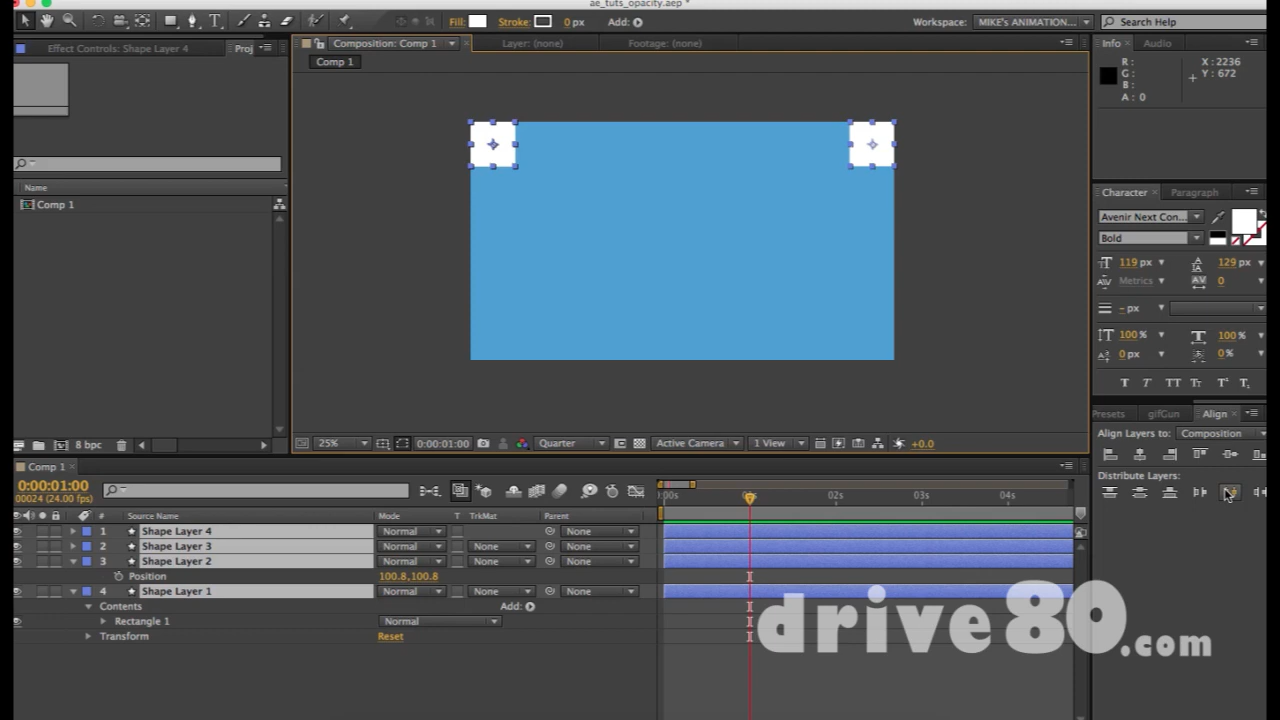 ae_tuts_opacity.aep *
Fill: Stroke: 0 px Add:
Workspace: MIKE's ANIMATION... Search Help
Effect Controls: Shape Layer 4 Proj
Composition: Comp 1 Layer: (none) Footage: (none)
Comp 1
Info Audio
R: X: 2236
G: Y: 672
B:
A: 0
Name
Comp 1
Character Paragraph
Avenir Next Con...
Bold
119 px 129 px
Metrics 0
- px
100 % 100 %
0 px 0 %
T T TT Tt T¹ T₁
8 bpc
25% 0:00:01:00 Quarter Active Camera 1 View +0.0
Presets gifGun Align
Align Layers to: Composition
Distribute Layers:
Comp 1
0:00:01:00
00024 (24.00 fps)
:00s 02s 03s 04s
# Source Name Mode T TrkMat Parent
1 Shape Layer 4 Normal None
2 Shape Layer 3 Normal None None
3 Shape Layer 2 Normal None None
Position 100.8,100.8
4 Shape Layer 1 Normal None None
Contents Add:
Rectangle 1 Normal
Transform Reset
drive80.com